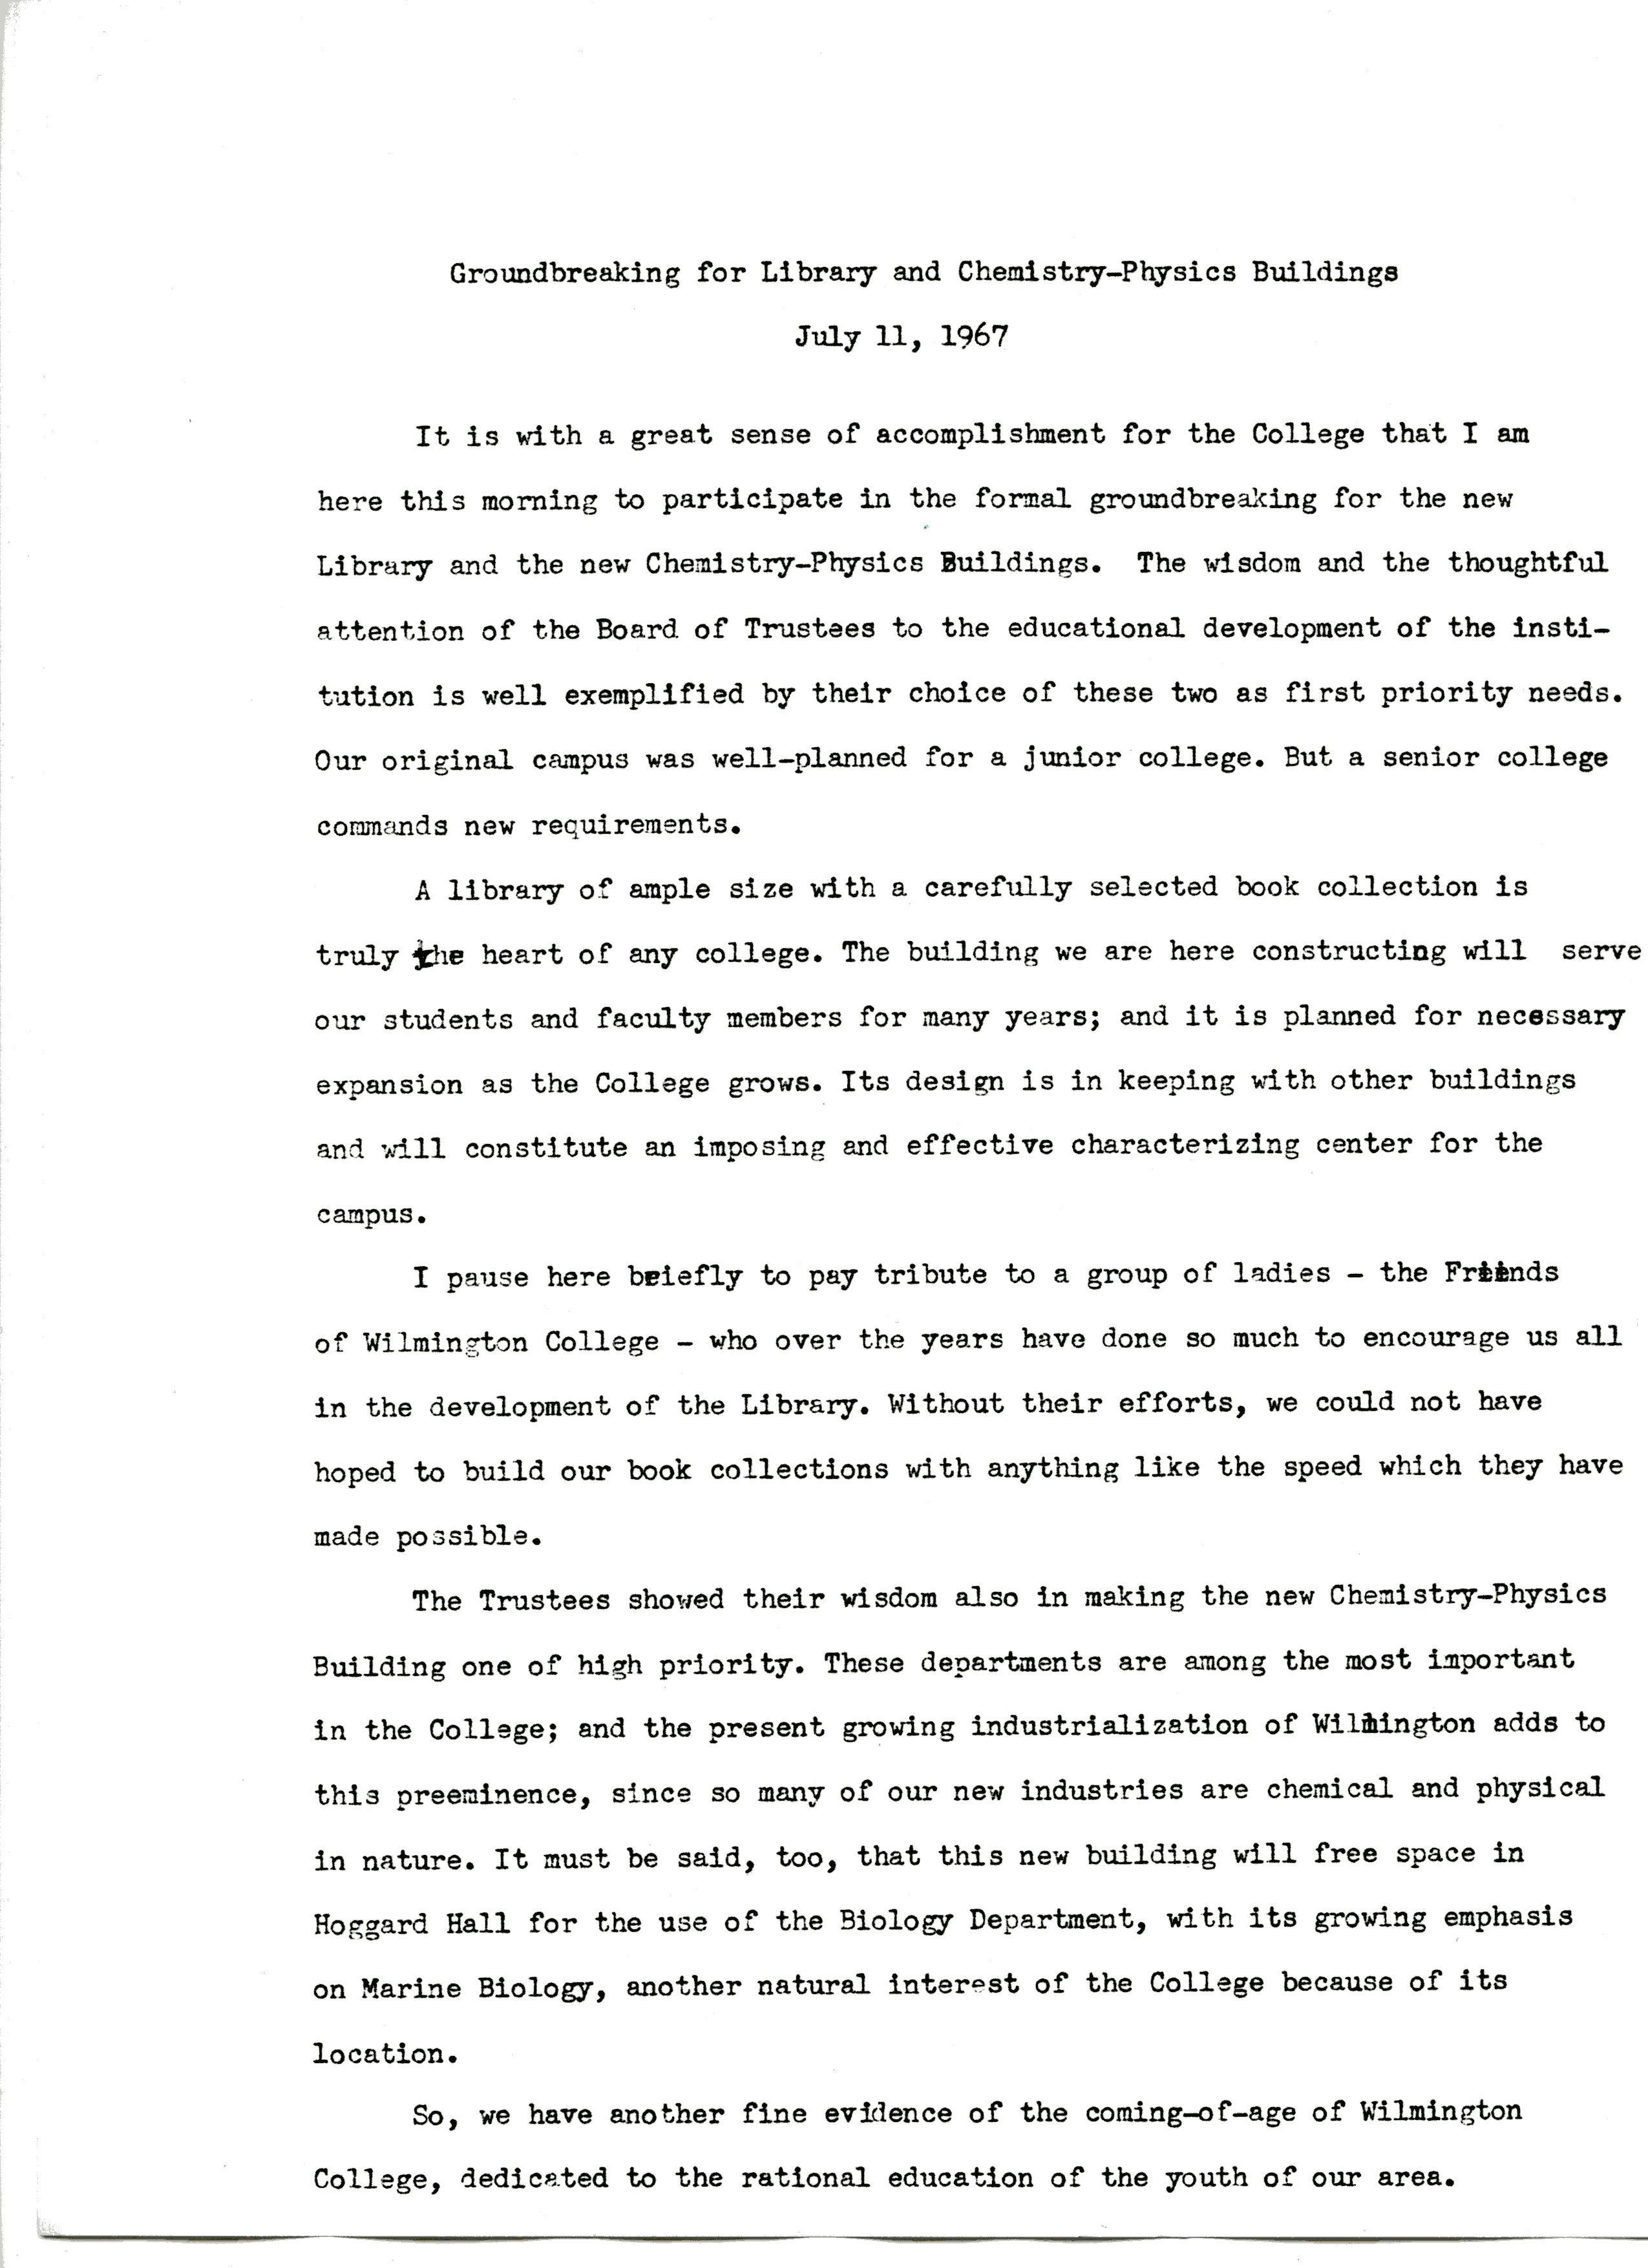 Groundbreaking for Library and Chemistry-Physics Buildings
July 11, 1967
It is with a great sense of accomplishment for the College that I am
here this morning to participate in the formal groundbreaking for the new
Library and the new Chemistry-Physics Buildings. The wisdom and the thoughtful
attention of the Board of Trustees to the educational development of the insti-
tution is well exemplified by their choice of these two as first priority needs.
Our original campus was well-planned for a junior college. But a senior college
commands new requirements.
A library of ample size with a carefully selected book collection is
truly the heart of any college. The building we are here constructing will serve
our students and faculty members for many years; and it is planned for necessary
expansion as the College grows. Its design is in keeping with other buildings
and will constitute an imposing and effective characterizing center for the
campus.
I pause here briefly to pay tribute to a group of ladies - the Friends
of Wilmington College - who over the years have done so much to encourage us all
in the development of the Library. Without their efforts, we could not have
hoped to build our book collections with anything like the speed which they have
made possible.
The Trustees showed their wisdom also in making the new Chemistry-Physics
Building one of high priority. These departments are among the most important
in the College; and the present growing industrialization of Wilmington adds to
this preeminence, since so many of our new industries are chemical and physical
in nature. It must be said, too, that this new building will free space in
Hoggard Hall for the use of the Biology Department, with its growing emphasis
on Marine Biology, another natural interest of the College because of its
location.
So, we have another fine evidence of the coming-of-age of Wilmington
College, dedicated to the rational education of the youth of our area.